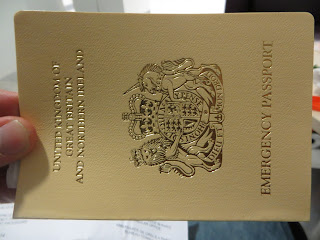 UNITED KINGDOM OF
GREAT BRITAIN
AND NORTHERN IRELAND
EMERGENCY PASSPORT